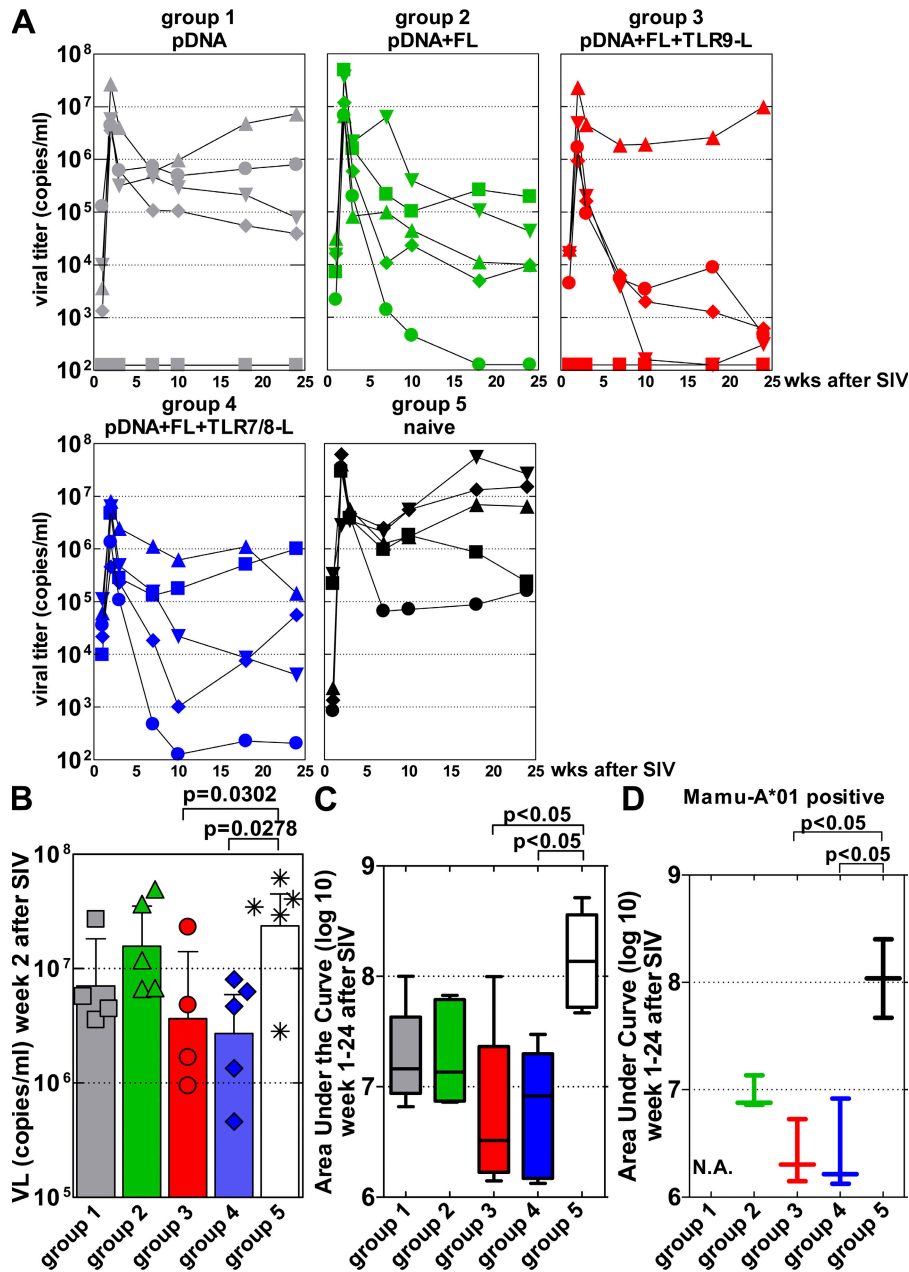 A
group 1
pDNA
group 2
pDNA+FL
group 3
pDNA+FL+TLR9-L
viral titer (copies/ml)
10^8
10^7
10^6
10^5
10^4
10^3
10^2
0 5 10 15 20 25
0 5 10 15 20 25
0 5 10 15 20 25
wks after SIV
group 4
pDNA+FL+TLR7/8-L
group 5
naive
viral titer (copies/ml)
10^8
10^7
10^6
10^5
10^4
10^3
10^2
0 5 10 15 20 25
0 5 10 15 20 25
wks after SIV
B
p=0.0302
p=0.0278
VL (copies/ml) week 2 after SIV
10^8
10^7
10^6
10^5
group 1
group 2
group 3
group 4
group 5
C
p<0.05
p<0.05
Area Under the Curve (log 10)
week 1-24 after SIV
9
8
7
6
group 1
group 2
group 3
group 4
group 5
D
Mamu-A*01 positive
p<0.05
p<0.05
Area Under Curve (log 10)
week 1-24 after SIV
9
8
7
6
N.A.
group 1
group 2
group 3
group 4
group 5